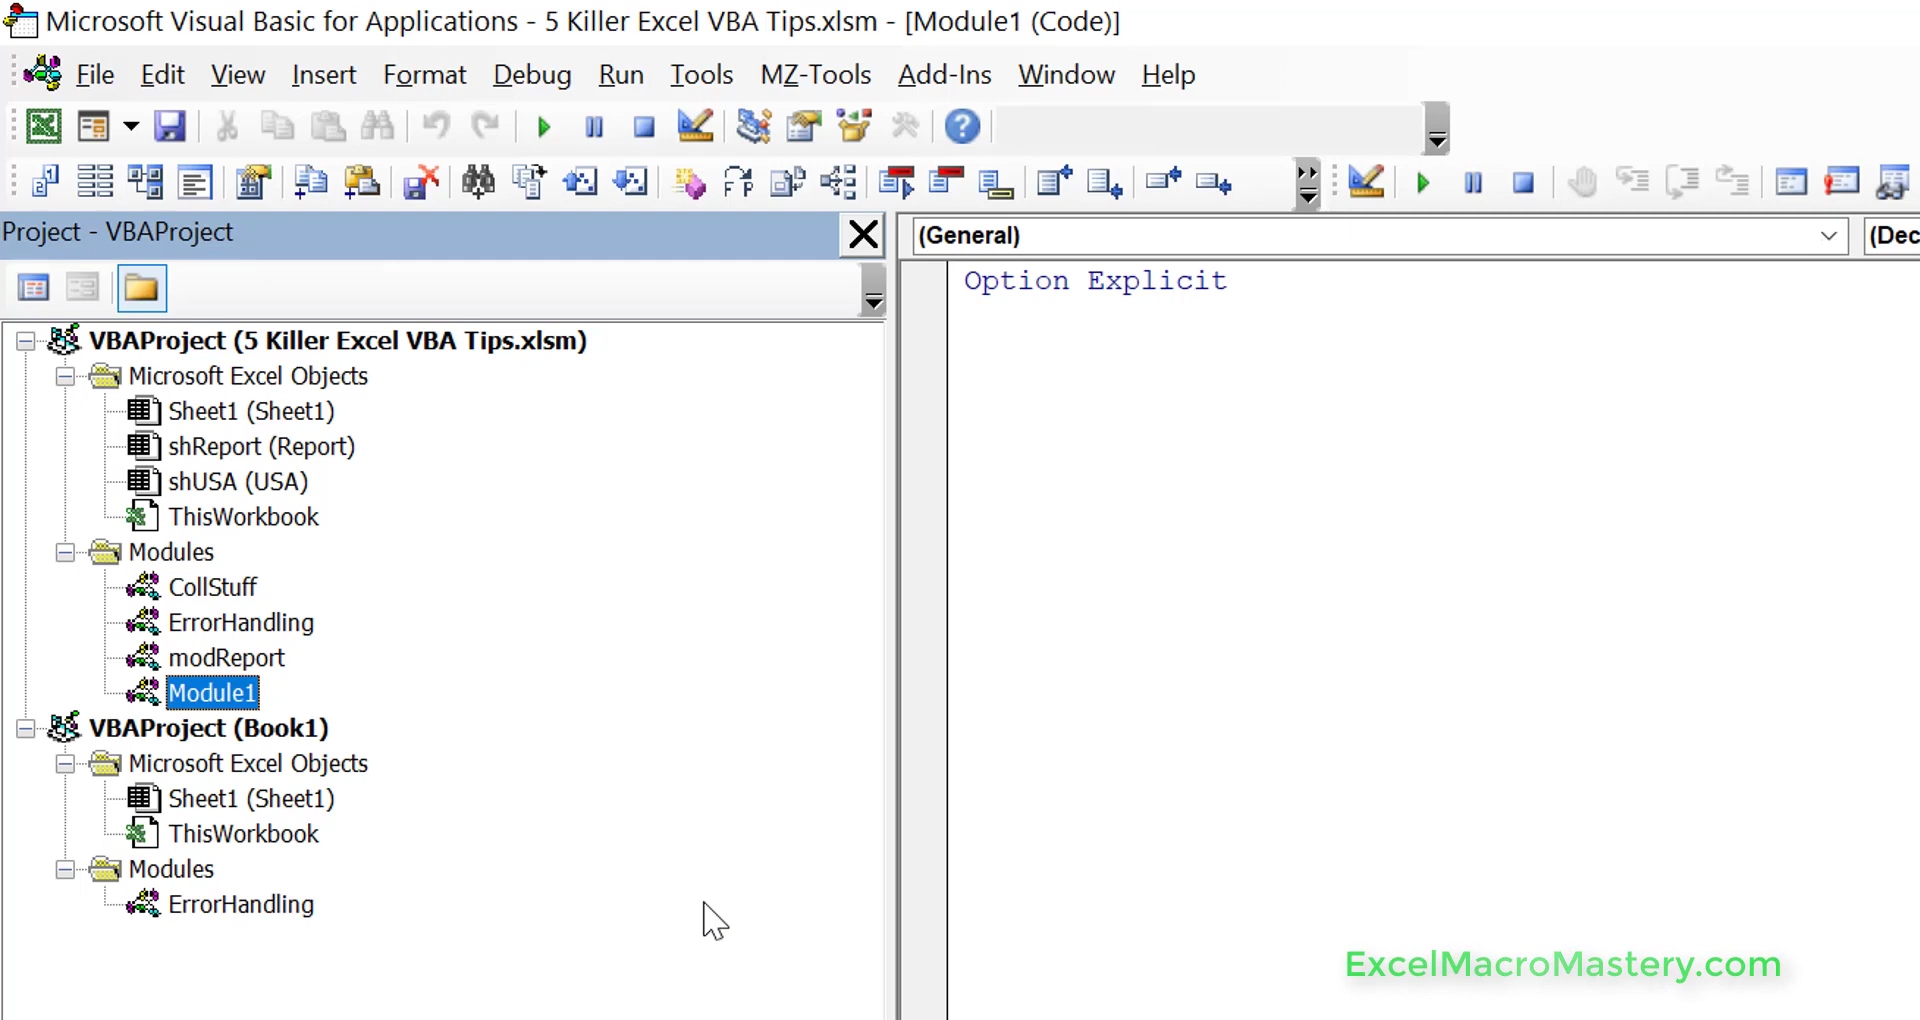 Microsoft Visual Basic for Applications - 5 Killer Excel VBA Tips.xlsm - [Module1 (Code)]
File Edit View Insert Format Debug Run Tools MZ-Tools Add-Ins Window Help
Project - VBAProject
(General)
(Dec
Option Explicit
VBAProject (5 Killer Excel VBA Tips.xlsm)
Microsoft Excel Objects
Sheet1 (Sheet1)
shReport (Report)
shUSA (USA)
ThisWorkbook
Modules
CollStuff
ErrorHandling
modReport
Module1
VBAProject (Book1)
Microsoft Excel Objects
Sheet1 (Sheet1)
ThisWorkbook
Modules
ErrorHandling
ExcelMacroMastery.com